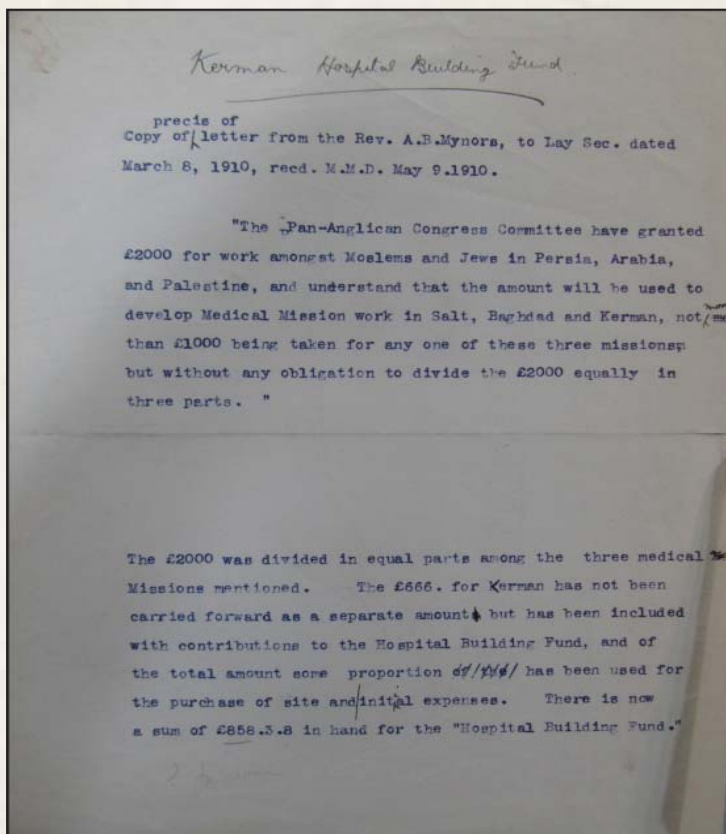 Kerman Hospital Building Fund.
precis of
Copy of letter from the Rev. A.B.Mynors, to Lay Sec. dated
March 8, 1910, recd. M.M.D. May 9.1910.
"The Pan-Anglican Congress Committee have granted
£2000 for work amongst Moslems and Jews in Persia, Arabia,
and Palestine, and understand that the amount will be used to
develop Medical Mission work in Salt, Baghdad and Kerman, not more
than £1000 being taken for any one of these three missions,
but without any obligation to divide the £2000 equally in
three parts. "
The £2000 was divided in equal parts among the three medical
Missions mentioned. The £666. for Kerman has not been
carried forward as a separate amount, but has been included
with contributions to the Hospital Building Fund, and of
the total amount some proportion has been used for
the purchase of site and initial expenses. There is now
a sum of £858.3.8 in hand for the "Hospital Building Fund."